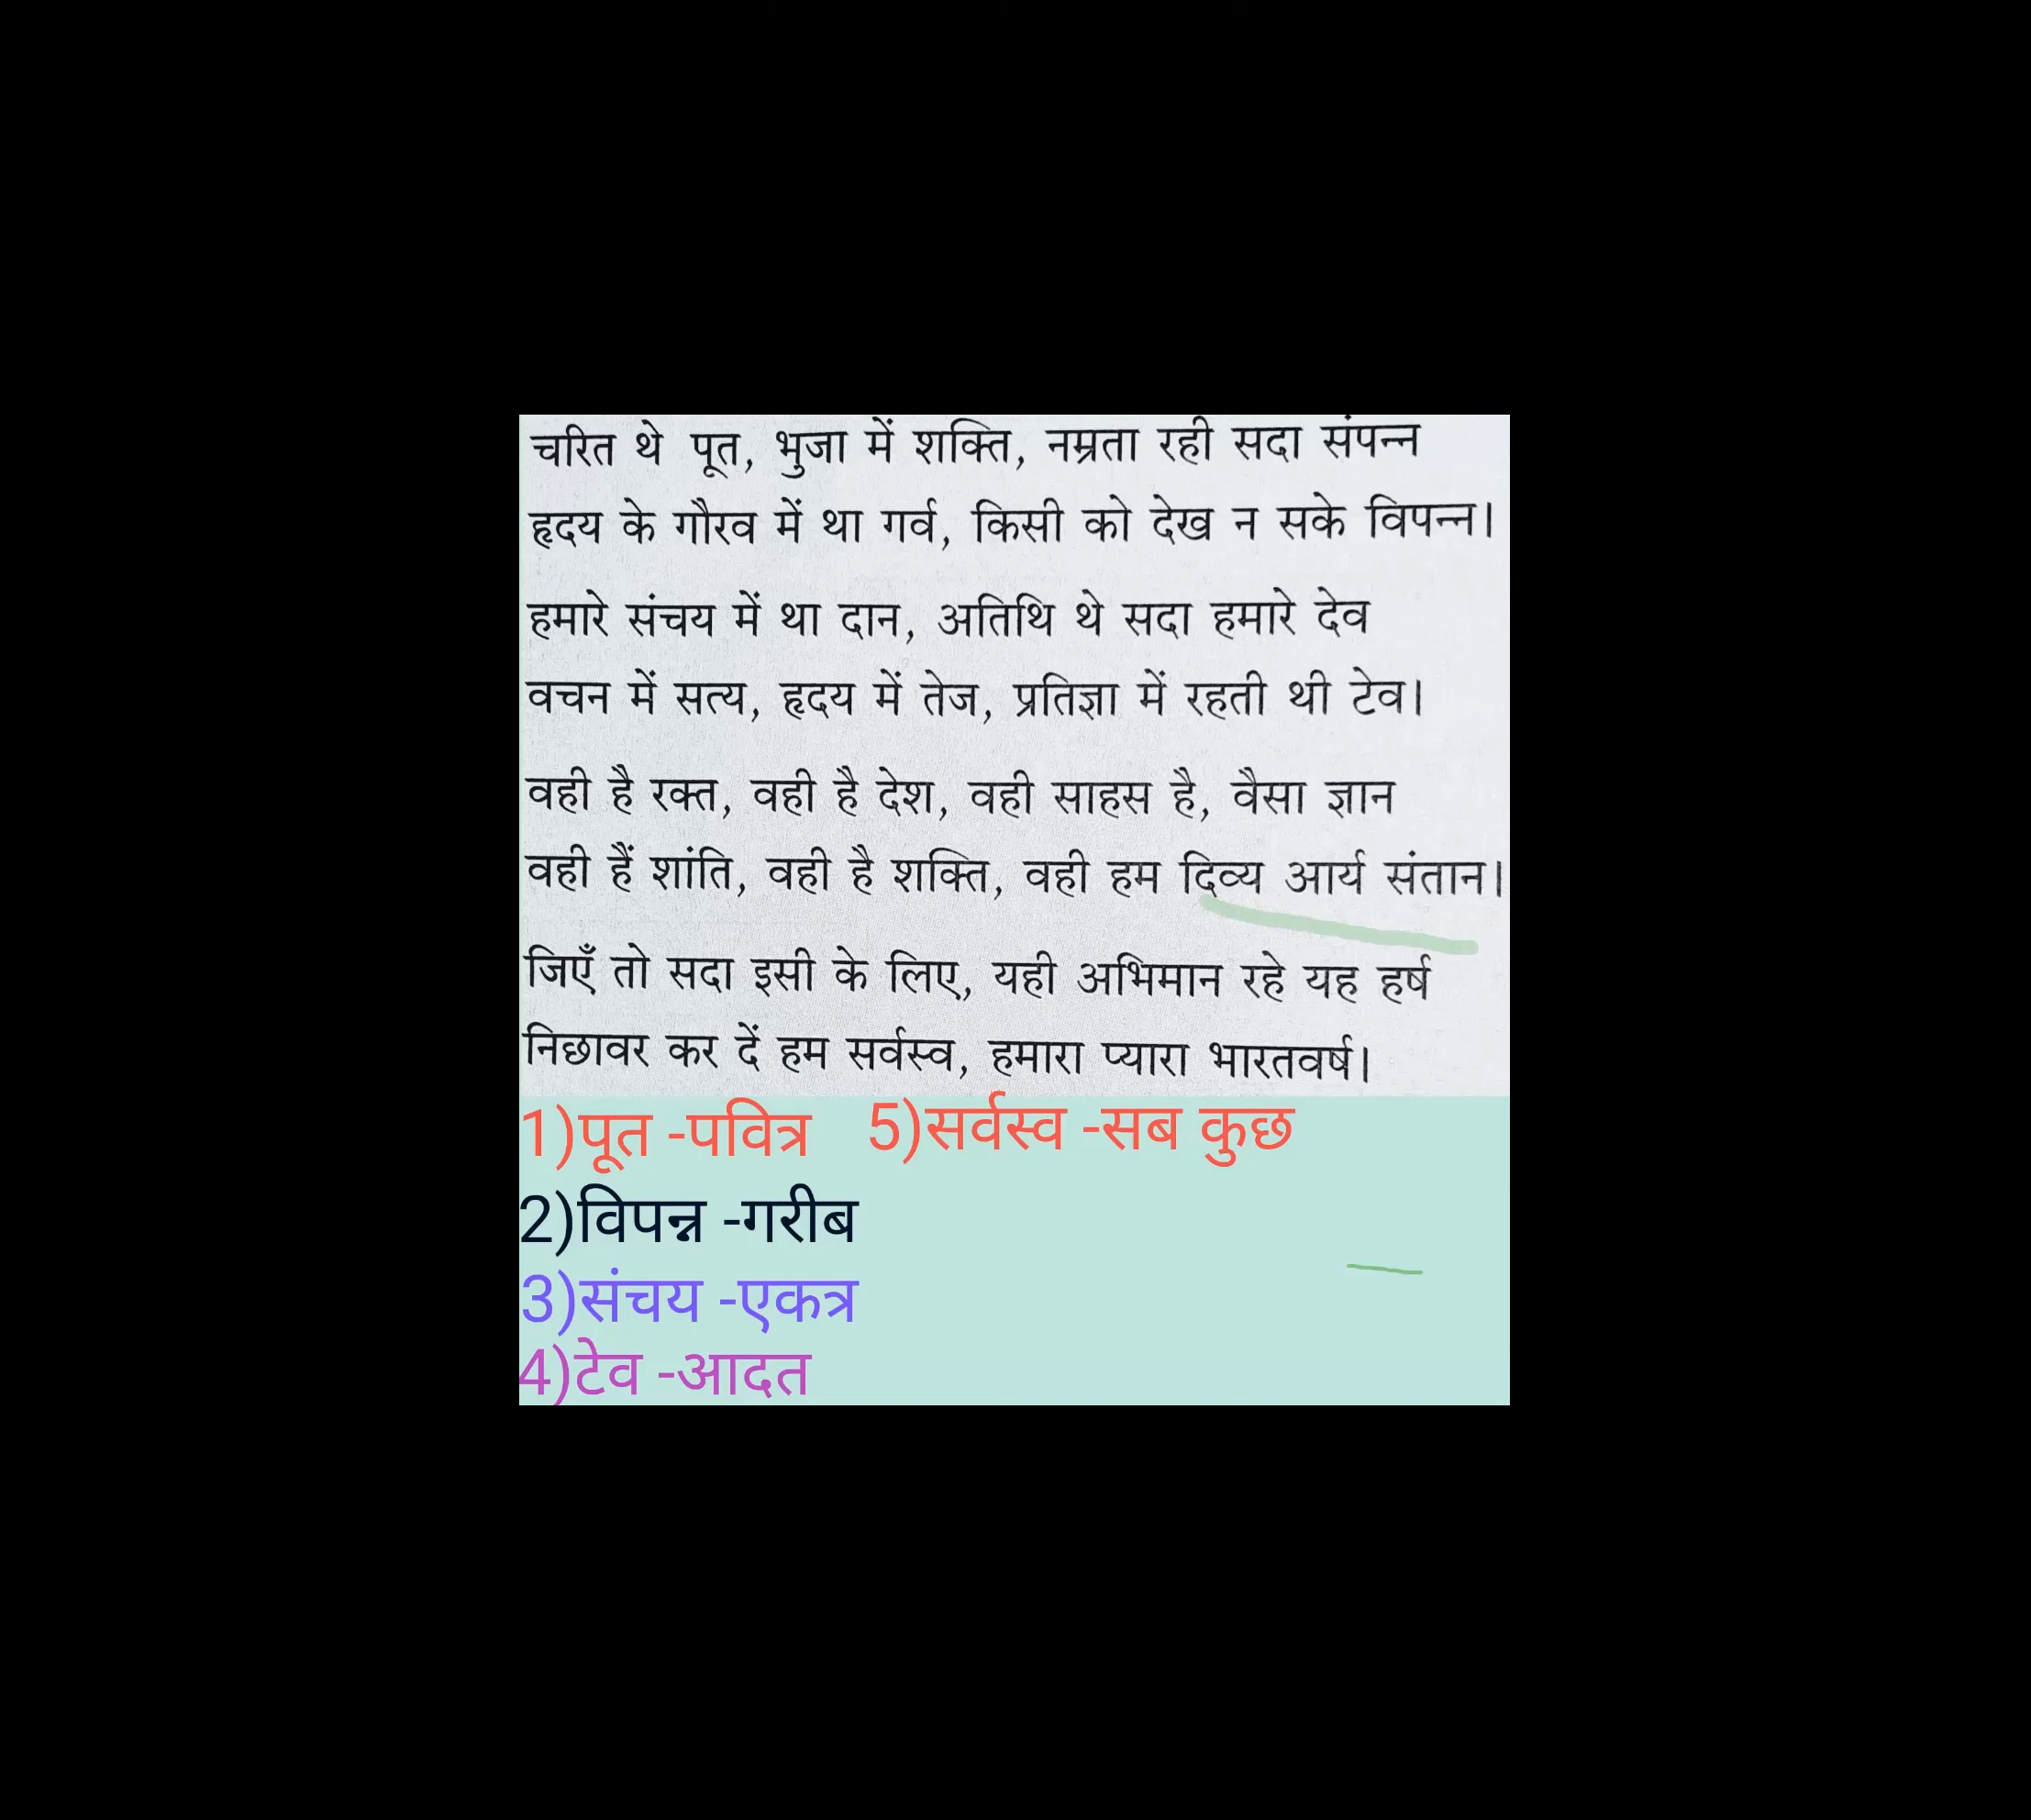 चरित थे पूत, भुजा में शक्ति, नम्रता रही सदा संपन्न
हृदय के गौरव में था गर्व, किसी को देख न सके विपन्न।
हमारे संचय में था दान, अतिथि थे सदा हमारे देव
वचन में सत्य, हृदय में तेज, प्रतिज्ञा में रहती थी टेव।
वही है रक्त, वही है देश, वही साहस है, वैसा ज्ञान
वही हैं शांति, वही है शक्ति, वही हम दिव्य आर्य संतान।
जिएँ तो सदा इसी के लिए, यही अभिमान रहे यह हर्ष
निछावर कर दें हम सर्वस्व, हमारा प्यारा भारतवर्ष।
1)पूत -पवित्र 5)सर्वस्व -सब कुछ
2)विपन्न -गरीब
3)संचय -एकत्र
4)टेव -आदत